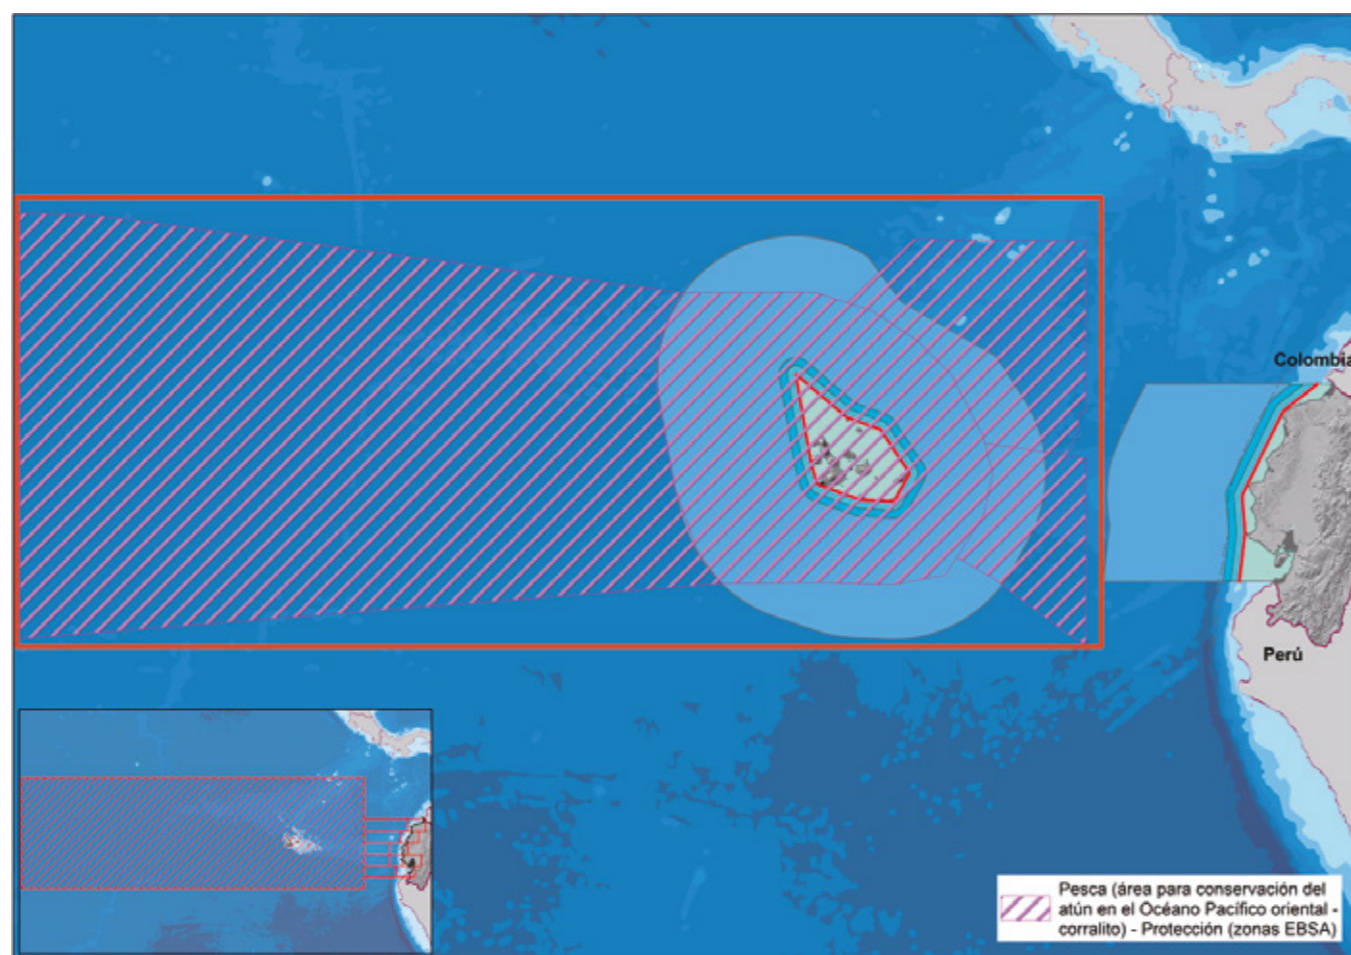 Colombia
Perú
Pesca (área para conservación del
atún en el Océano Pacífico oriental -
corralito) - Protección (zonas EBSA)